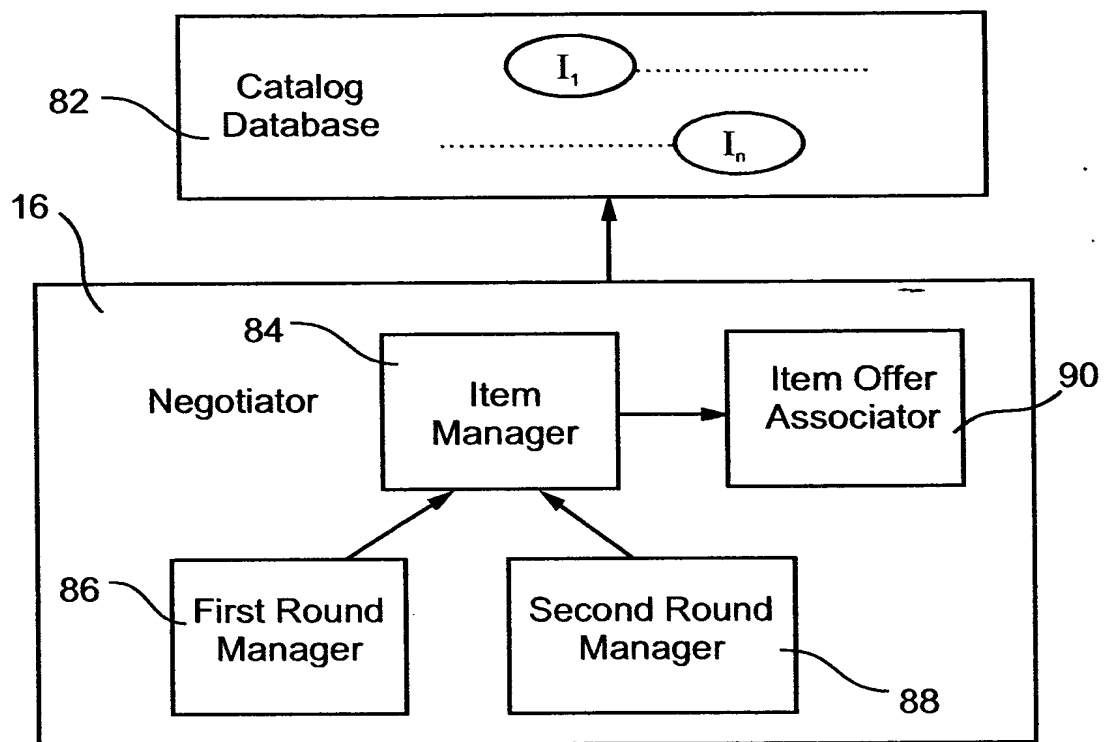 I₁
82
Catalog
Database
Iₙ
16
84
Negotiator
Item
Manager
Item Offer
Associator
90
86
First Round
Manager
Second Round
Manager
88